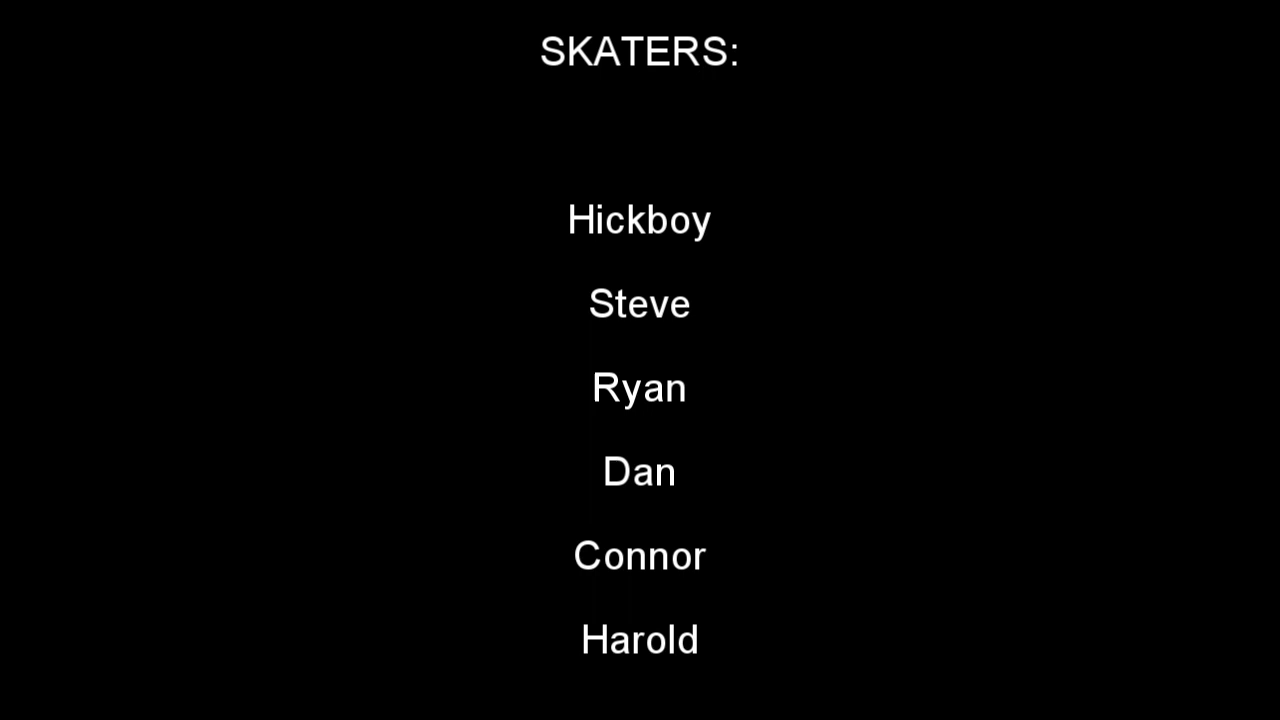 SKATERS:
Hickboy
Steve
Ryan
Dan
Connor
Harold